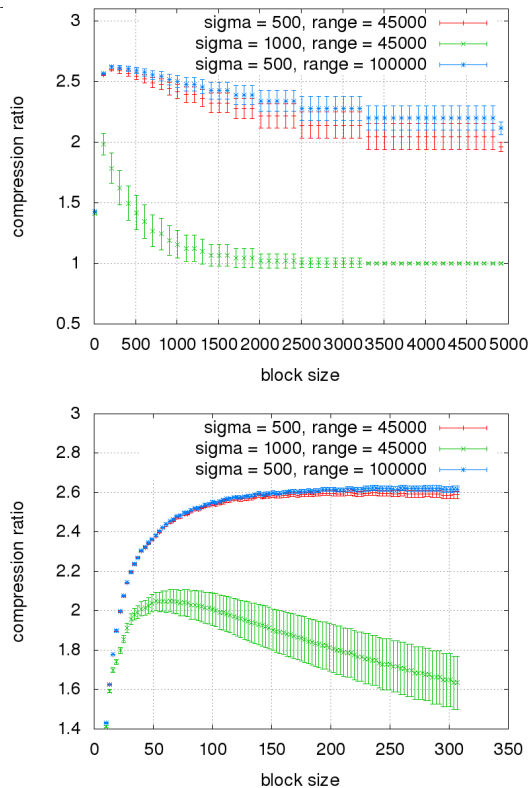 3
sigma = 500, range = 45000
sigma = 1000, range = 45000
sigma = 500, range = 100000
2.5
2
1.5
1
0.5
compression ratio
0 500 1000 1500 2000 2500 3000 3500 4000 4500 5000
block size
3
sigma = 500, range = 45000
sigma = 1000, range = 45000
sigma = 500, range = 100000
2.8
2.6
2.4
2.2
2
1.8
1.6
1.4
compression ratio
0 50 100 150 200 250 300 350
block size